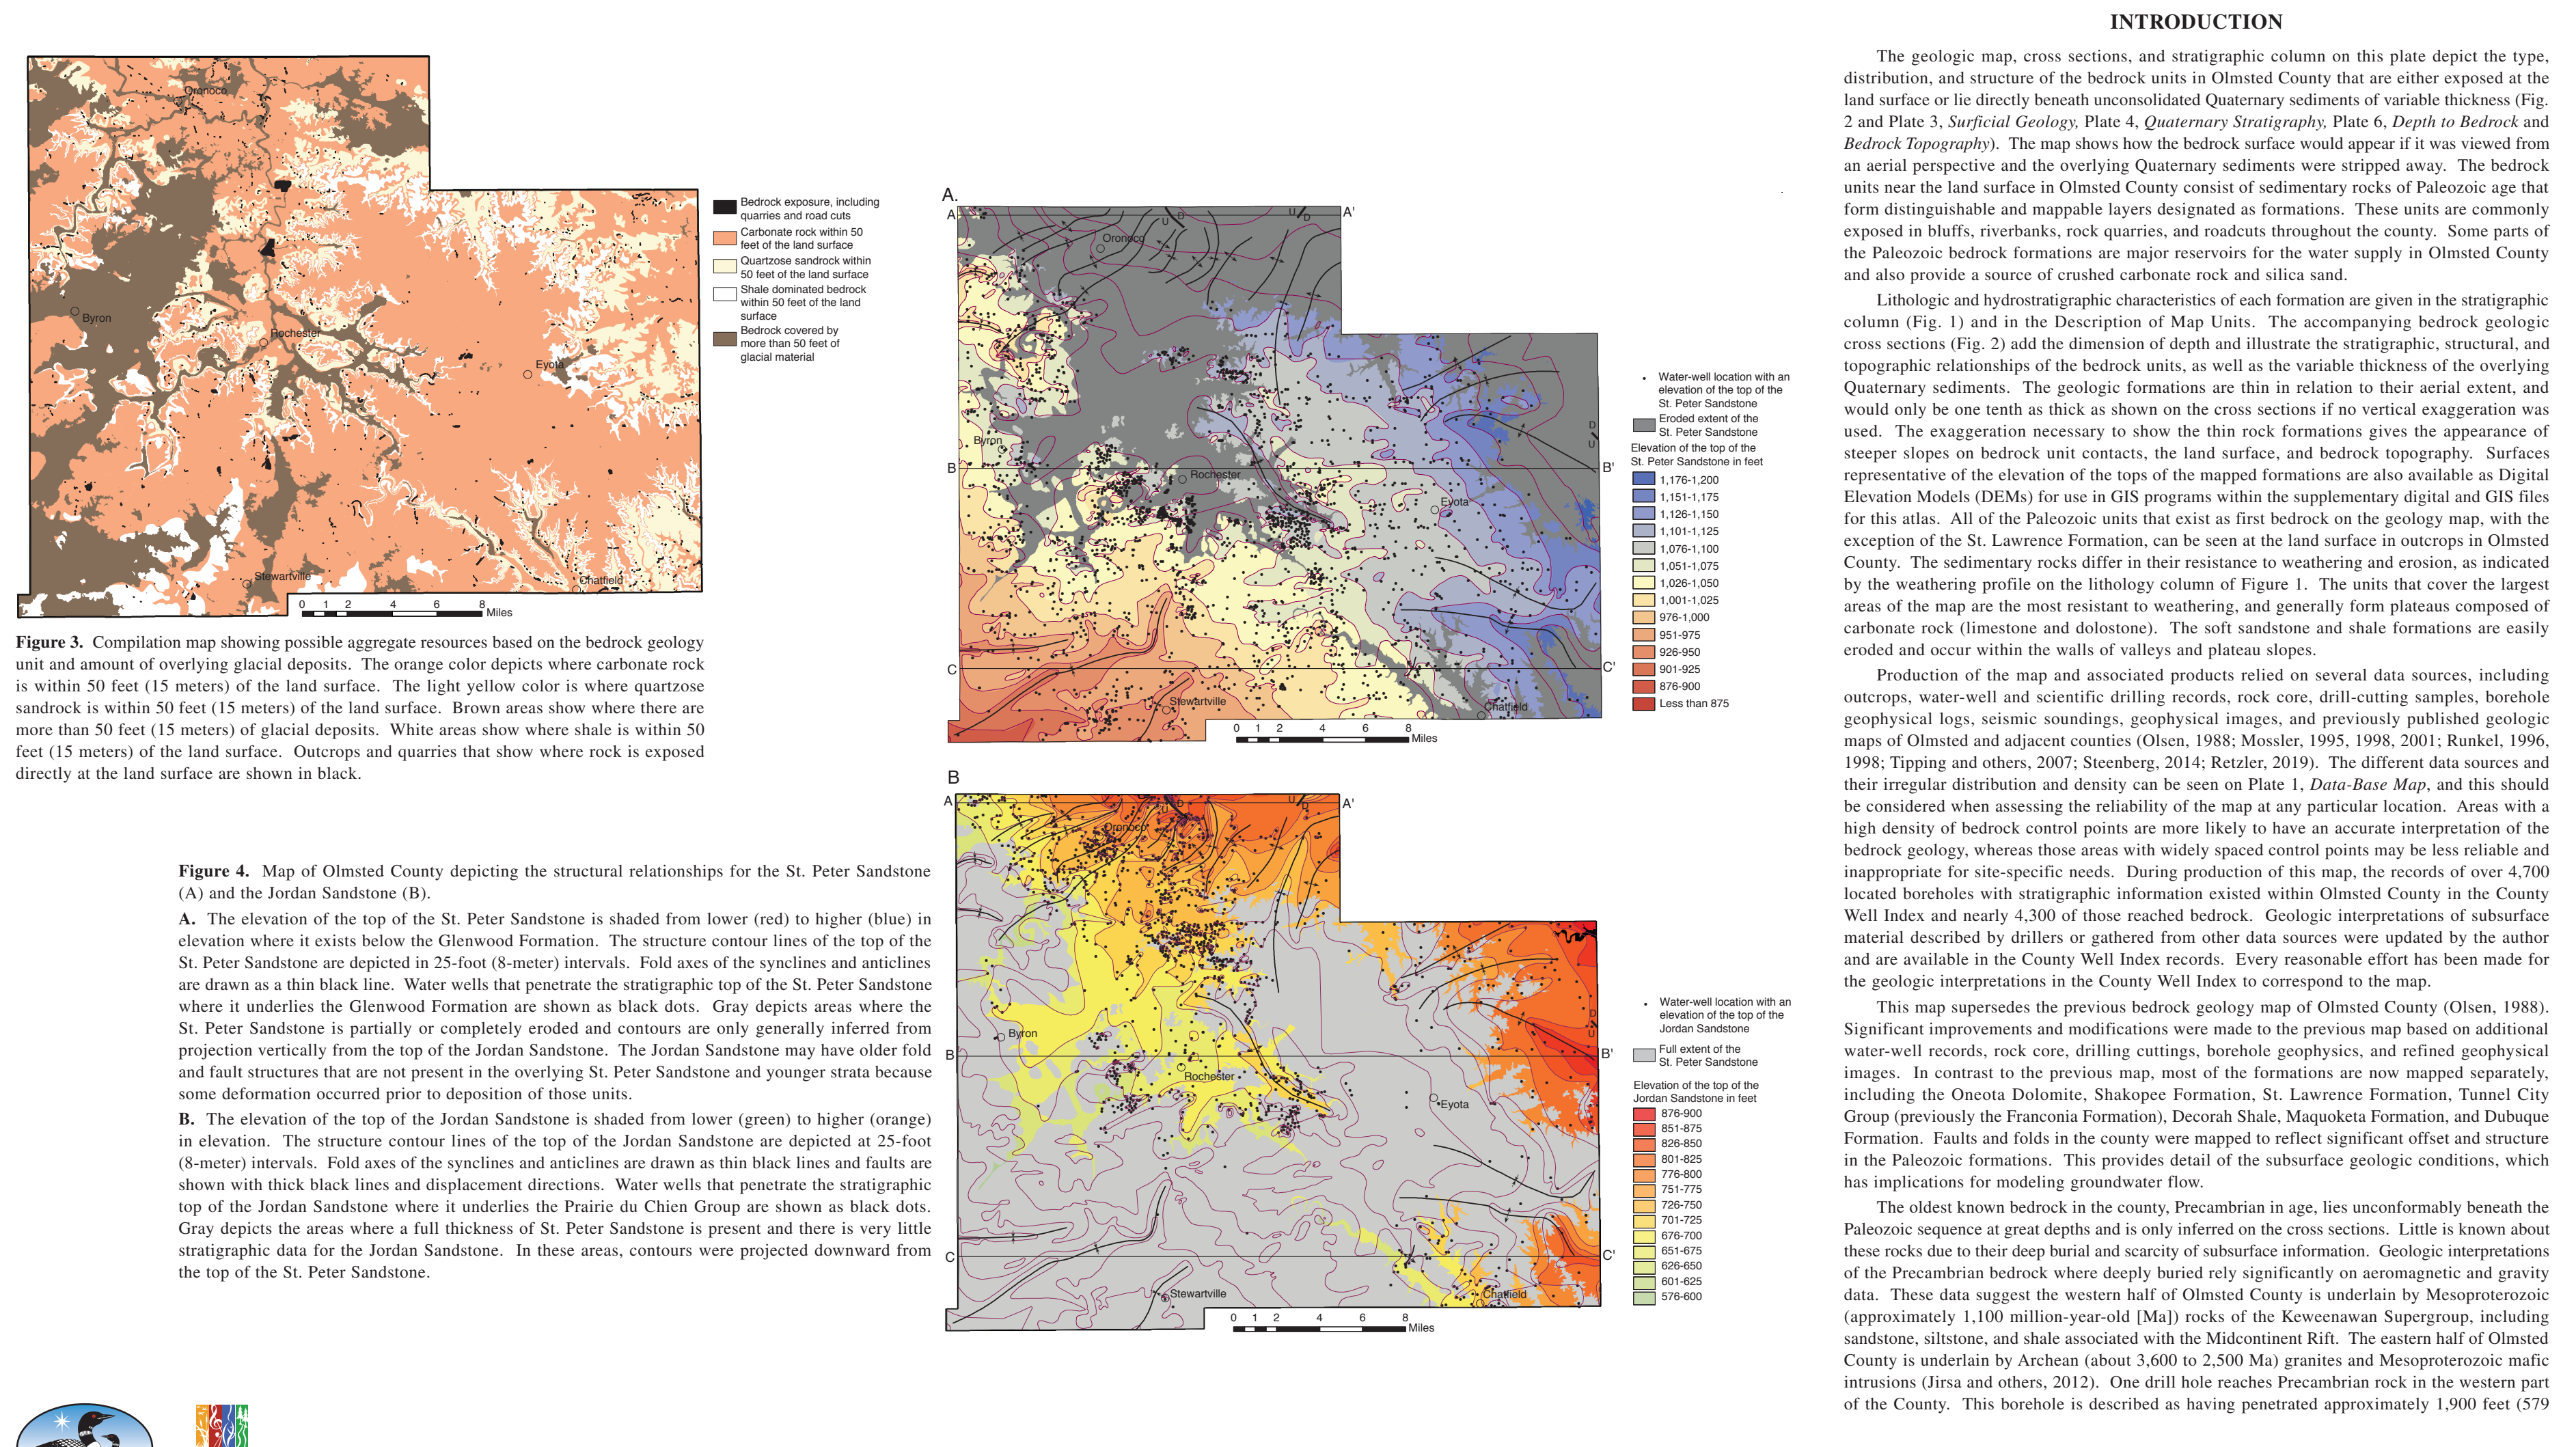 Oronoco
Byron
Rochester
Eyota
Stewartville
Chatfield
0 1 2 4 6 8
Miles
Bedrock exposure, including
quarries and road cuts
Carbonate rock within 50
feet of the land surface
Quartzose sandrock within
50 feet of the land surface
Shale dominated bedrock
within 50 feet of the land
surface
Bedrock covered by
more than 50 feet of
glacial material
Figure 3. Compilation map showing possible aggregate resources based on the bedrock geology
unit and amount of overlying glacial deposits. The orange color depicts where carbonate rock
is within 50 feet (15 meters) of the land surface. The light yellow color is where quartzose
sandrock is within 50 feet (15 meters) of the land surface. Brown areas show where there are
more than 50 feet (15 meters) of glacial deposits. White areas show where shale is within 50
feet (15 meters) of the land surface. Outcrops and quarries that show where rock is exposed
directly at the land surface are shown in black.
Figure 4. Map of Olmsted County depicting the structural relationships for the St. Peter Sandstone
(A) and the Jordan Sandstone (B).
A. The elevation of the top of the St. Peter Sandstone is shaded from lower (red) to higher (blue) in
elevation where it exists below the Glenwood Formation. The structure contour lines of the top of the
St. Peter Sandstone are depicted in 25-foot (8-meter) intervals. Fold axes of the synclines and anticlines
are drawn as a thin black line. Water wells that penetrate the stratigraphic top of the St. Peter Sandstone
where it underlies the Glenwood Formation are shown as black dots. Gray depicts areas where the
St. Peter Sandstone is partially or completely eroded and contours are only generally inferred from
projection vertically from the top of the Jordan Sandstone. The Jordan Sandstone may have older fold
and fault structures that are not present in the overlying St. Peter Sandstone and younger strata because
some deformation occurred prior to deposition of those units.
B. The elevation of the top of the Jordan Sandstone is shaded from lower (green) to higher (orange)
in elevation. The structure contour lines of the top of the Jordan Sandstone are depicted at 25-foot
(8-meter) intervals. Fold axes of the synclines and anticlines are drawn as thin black lines and faults are
shown with thick black lines and displacement directions. Water wells that penetrate the stratigraphic
top of the Jordan Sandstone where it underlies the Prairie du Chien Group are shown as black dots.
Gray depicts the areas where a full thickness of St. Peter Sandstone is present and there is very little
stratigraphic data for the Jordan Sandstone. In these areas, contours were projected downward from
the top of the St. Peter Sandstone.
A.
A
A'
U
D
U
D
Oronoco
Byron
D
U
B
B'
Rochester
Eyota
C
C'
Stewartville
Chatfield
0 1 2 4 6 8
Miles
Water-well location with an
elevation of the top of the
St. Peter Sandstone
Eroded extent of the
St. Peter Sandstone
Elevation of the top of the
St. Peter Sandstone in feet
1,176-1,200
1,151-1,175
1,126-1,150
1,101-1,125
1,076-1,100
1,051-1,075
1,026-1,050
1,001-1,025
976-1,000
951-975
926-950
901-925
876-900
Less than 875
B
A
A'
U
D
U
D
Oronoco
D
U
Byron
B
B'
Rochester
Eyota
C
C'
Stewartville
Chatfield
0 1 2 4 6 8
Miles
Water-well location with an
elevation of the top of the
Jordan Sandstone
Full extent of the
St. Peter Sandstone
Elevation of the top of the
Jordan Sandstone in feet
876-900
851-875
826-850
801-825
776-800
751-775
726-750
701-725
676-700
651-675
626-650
601-625
576-600
INTRODUCTION
The geologic map, cross sections, and stratigraphic column on this plate depict the type,
distribution, and structure of the bedrock units in Olmsted County that are either exposed at the
land surface or lie directly beneath unconsolidated Quaternary sediments of variable thickness (Fig.
2 and Plate 3, Surficial Geology, Plate 4, Quaternary Stratigraphy, Plate 6, Depth to Bedrock and
Bedrock Topography). The map shows how the bedrock surface would appear if it was viewed from
an aerial perspective and the overlying Quaternary sediments were stripped away. The bedrock
units near the land surface in Olmsted County consist of sedimentary rocks of Paleozoic age that
form distinguishable and mappable layers designated as formations. These units are commonly
exposed in bluffs, riverbanks, rock quarries, and roadcuts throughout the county. Some parts of
the Paleozoic bedrock formations are major reservoirs for the water supply in Olmsted County
and also provide a source of crushed carbonate rock and silica sand.
Lithologic and hydrostratigraphic characteristics of each formation are given in the stratigraphic
column (Fig. 1) and in the Description of Map Units. The accompanying bedrock geologic
cross sections (Fig. 2) add the dimension of depth and illustrate the stratigraphic, structural, and
topographic relationships of the bedrock units, as well as the variable thickness of the overlying
Quaternary sediments. The geologic formations are thin in relation to their aerial extent, and
would only be one tenth as thick as shown on the cross sections if no vertical exaggeration was
used. The exaggeration necessary to show the thin rock formations gives the appearance of
steeper slopes on bedrock unit contacts, the land surface, and bedrock topography. Surfaces
representative of the elevation of the tops of the mapped formations are also available as Digital
Elevation Models (DEMs) for use in GIS programs within the supplementary digital and GIS files
for this atlas. All of the Paleozoic units that exist as first bedrock on the geology map, with the
exception of the St. Lawrence Formation, can be seen at the land surface in outcrops in Olmsted
County. The sedimentary rocks differ in their resistance to weathering and erosion, as indicated
by the weathering profile on the lithology column of Figure 1. The units that cover the largest
areas of the map are the most resistant to weathering, and generally form plateaus composed of
carbonate rock (limestone and dolostone). The soft sandstone and shale formations are easily
eroded and occur within the walls of valleys and plateau slopes.
Production of the map and associated products relied on several data sources, including
outcrops, water-well and scientific drilling records, rock core, drill-cutting samples, borehole
geophysical logs, seismic soundings, geophysical images, and previously published geologic
maps of Olmsted and adjacent counties (Olsen, 1988; Mossler, 1995, 1998, 2001; Runkel, 1996,
1998; Tipping and others, 2007; Steenberg, 2014; Retzler, 2019). The different data sources and
their irregular distribution and density can be seen on Plate 1, Data-Base Map, and this should
be considered when assessing the reliability of the map at any particular location. Areas with a
high density of bedrock control points are more likely to have an accurate interpretation of the
bedrock geology, whereas those areas with widely spaced control points may be less reliable and
inappropriate for site-specific needs. During production of this map, the records of over 4,700
located boreholes with stratigraphic information existed within Olmsted County in the County
Well Index and nearly 4,300 of those reached bedrock. Geologic interpretations of subsurface
material described by drillers or gathered from other data sources were updated by the author
and are available in the County Well Index records. Every reasonable effort has been made for
the geologic interpretations in the County Well Index to correspond to the map.
This map supersedes the previous bedrock geology map of Olmsted County (Olsen, 1988).
Significant improvements and modifications were made to the previous map based on additional
water-well records, rock core, drilling cuttings, borehole geophysics, and refined geophysical
images. In contrast to the previous map, most of the formations are now mapped separately,
including the Oneota Dolomite, Shakopee Formation, St. Lawrence Formation, Tunnel City
Group (previously the Franconia Formation), Decorah Shale, Maquoketa Formation, and Dubuque
Formation. Faults and folds in the county were mapped to reflect significant offset and structure
in the Paleozoic formations. This provides detail of the subsurface geologic conditions, which
has implications for modeling groundwater flow.
The oldest known bedrock in the county, Precambrian in age, lies unconformably beneath the
Paleozoic sequence at great depths and is only inferred on the cross sections. Little is known about
these rocks due to their deep burial and scarcity of subsurface information. Geologic interpretations
of the Precambrian bedrock where deeply buried rely significantly on aeromagnetic and gravity
data. These data suggest the western half of Olmsted County is underlain by Mesoproterozoic
(approximately 1,100 million-year-old [Ma]) rocks of the Keweenawan Supergroup, including
sandstone, siltstone, and shale associated with the Midcontinent Rift. The eastern half of Olmsted
County is underlain by Archean (about 3,600 to 2,500 Ma) granites and Mesoproterozoic mafic
intrusions (Jirsa and others, 2012). One drill hole reaches Precambrian rock in the western part
of the County. This borehole is described as having penetrated approximately 1,900 feet (579